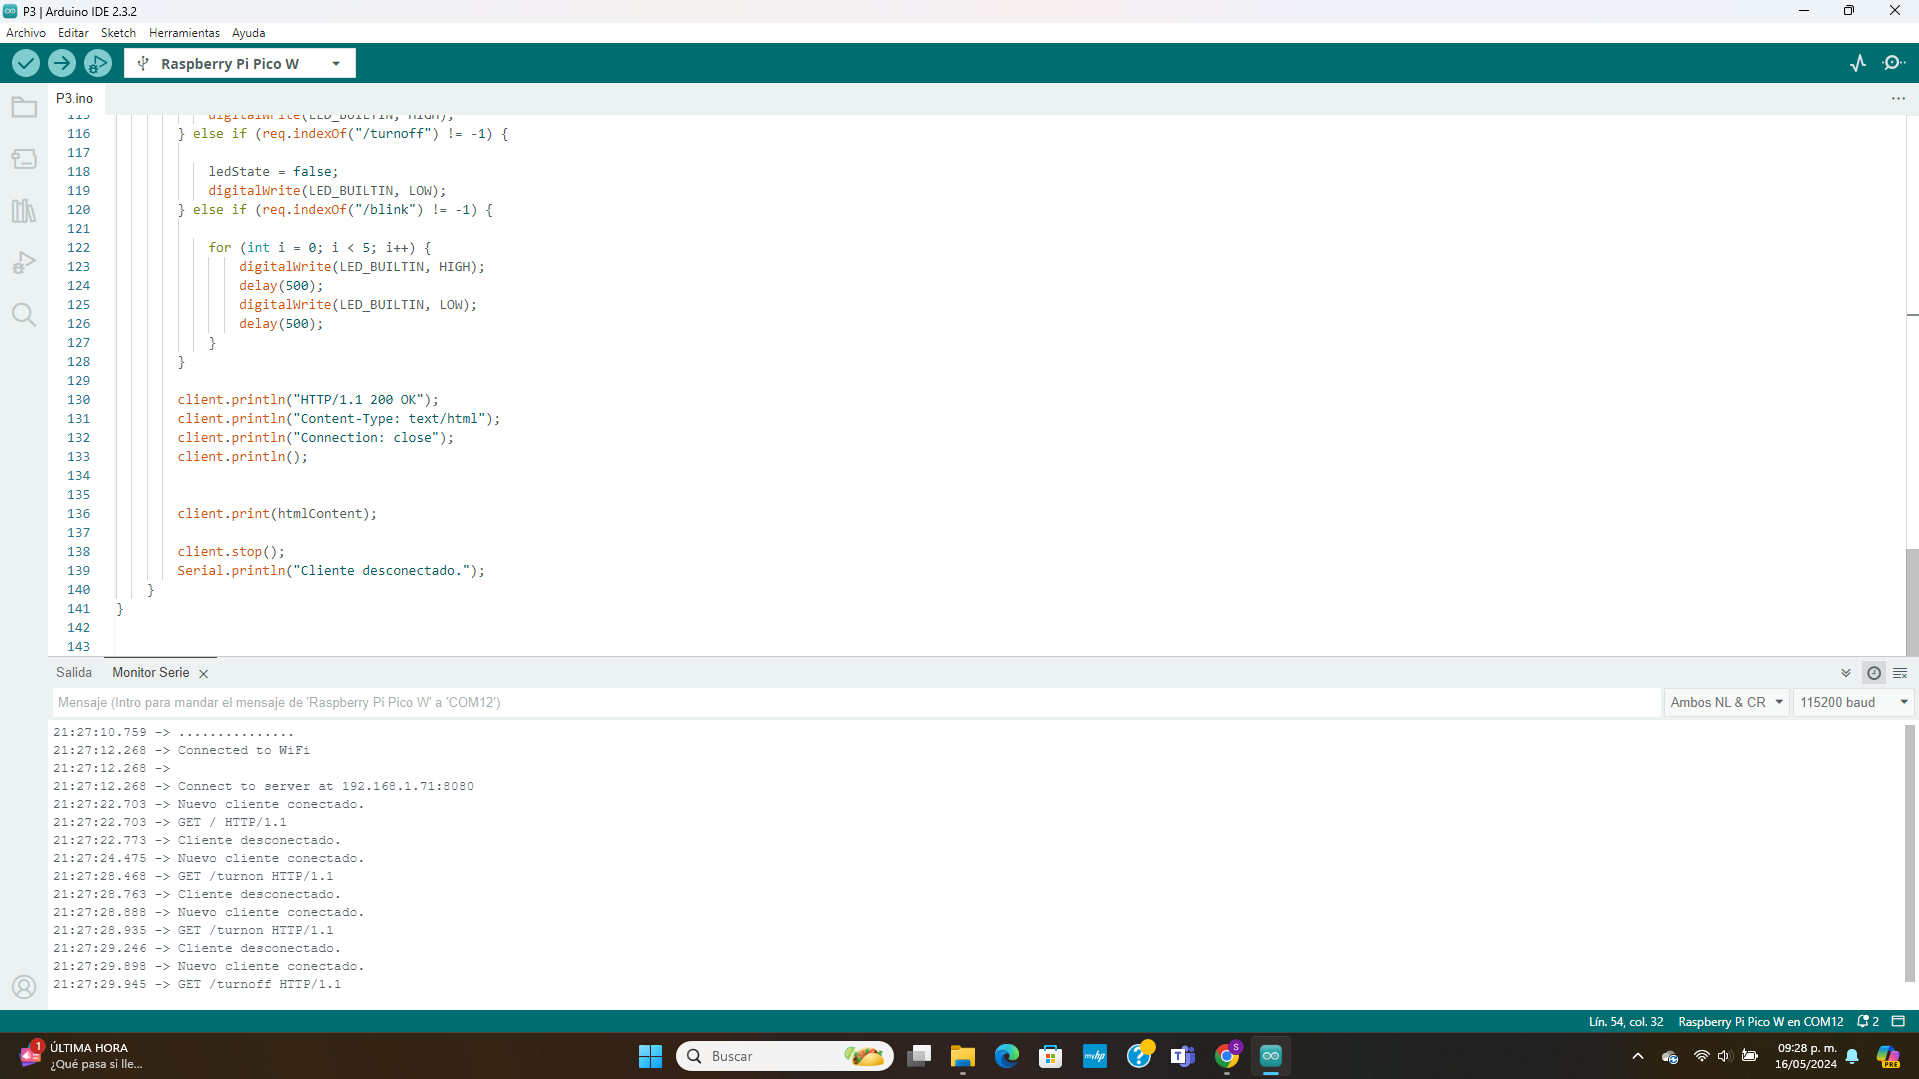 P3 | Arduino IDE 2.3.2
Archivo Editar Sketch Herramientas Ayuda
Raspberry Pi Pico W
P3.ino
115 digitalWrite(LED_BUILTIN, HIGH);
116 } else if (req.indexOf("/turnoff") != -1) {
117
118 ledState = false;
119 digitalWrite(LED_BUILTIN, LOW);
120 } else if (req.indexOf("/blink") != -1) {
121
122 for (int i = 0; i < 5; i++) {
123 digitalWrite(LED_BUILTIN, HIGH);
124 delay(500);
125 digitalWrite(LED_BUILTIN, LOW);
126 delay(500);
127 }
128 }
129
130 client.println("HTTP/1.1 200 OK");
131 client.println("Content-Type: text/html");
132 client.println("Connection: close");
133 client.println();
134
135
136 client.print(htmlContent);
137
138 client.stop();
139 Serial.println("Cliente desconectado.");
140 }
141 }
142
143
Salida Monitor Serie
Mensaje (Intro para mandar el mensaje de 'Raspberry Pi Pico W' a 'COM12') Ambos NL & CR 115200 baud
21:27:10.759 -> ...............
21:27:12.268 -> Connected to WiFi
21:27:12.268 ->
21:27:12.268 -> Connect to server at 192.168.1.71:8080
21:27:22.703 -> Nuevo cliente conectado.
21:27:22.703 -> GET / HTTP/1.1
21:27:22.773 -> Cliente desconectado.
21:27:24.475 -> Nuevo cliente conectado.
21:27:28.468 -> GET /turnon HTTP/1.1
21:27:28.763 -> Cliente desconectado.
21:27:28.888 -> Nuevo cliente conectado.
21:27:28.935 -> GET /turnon HTTP/1.1
21:27:29.246 -> Cliente desconectado.
21:27:29.898 -> Nuevo cliente conectado.
21:27:29.945 -> GET /turnoff HTTP/1.1
Lín. 54, col. 32 Raspberry Pi Pico W en COM12 2
1 ÚLTIMA HORA
¿Qué pasa si lle...
Buscar
myhp
S
PRE
09:28 p. m.
16/05/2024